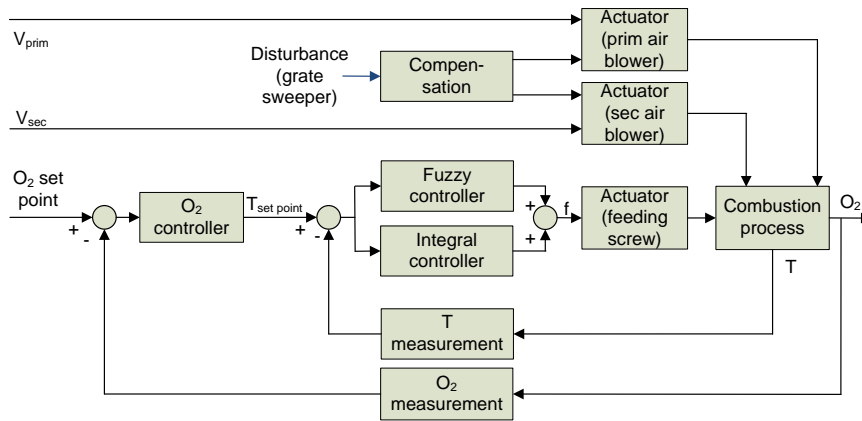 V_prim
Disturbance
(grate
sweeper)
Compen-
sation
Actuator
(prim air
blower)
Actuator
(sec air
blower)
V_sec
O₂ set
point
+
-
O₂
controller
T_set point
+
-
Fuzzy
controller
Integral
controller
+
+
f
Actuator
(feeding
screw)
Combustion
process
O₂
T
T
measurement
O₂
measurement